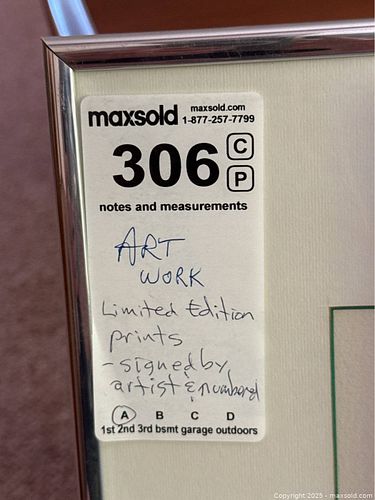 maxsold maxsold.com
1-877-257-7799
306 C
P
notes and measurements
ART
WORK
Limited Edition
prints
- signed by
artist & numbered
A B C D
1st 2nd 3rd bsmt garage outdoors
Copyright 2025 - maxsold.com